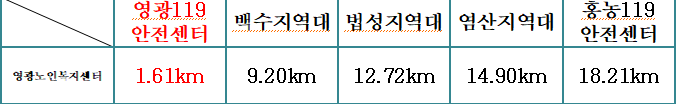 영광119
안전센터
백수지역대
법성지역대
염산지역대
홍농119
안전센터
영광노인복지센터
1.61km
9.20km
12.72km
14.90km
18.21km